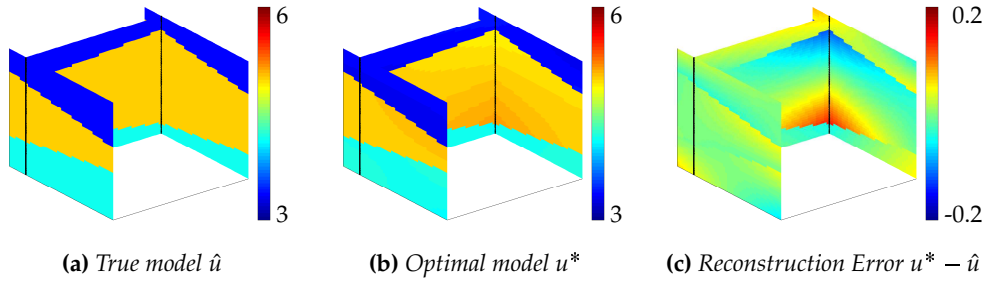 6
3
6
3
0.2
-0.2
(a) True model û
(b) Optimal model u*
(c) Reconstruction Error u* − û